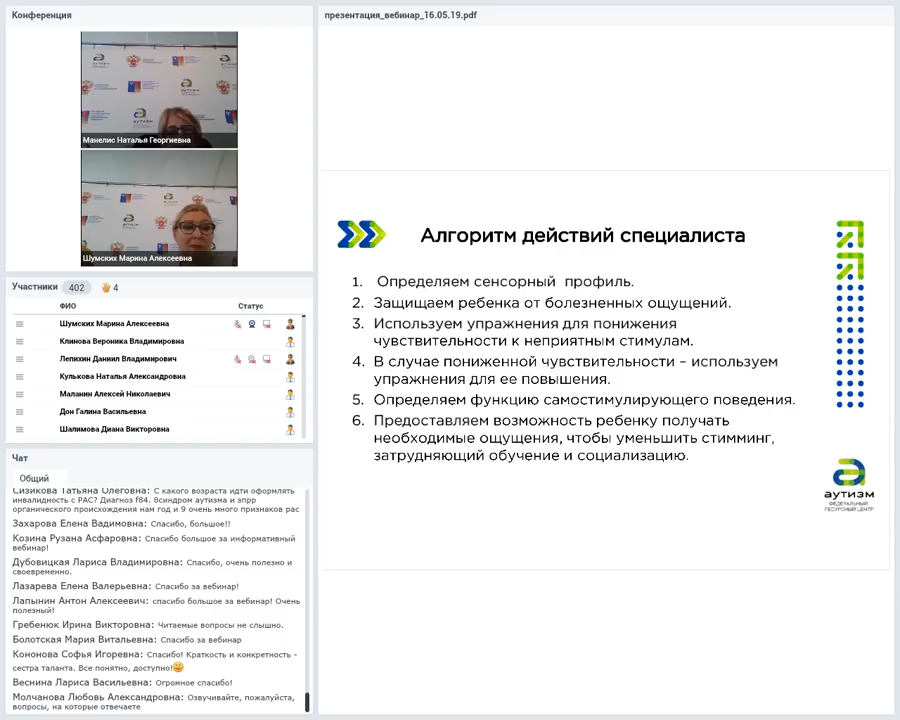 Конференция
Манелис Наталья Георгиевна
Шумских Марина Алексеевна
Участники 402 4
ФИО Статус
Шумских Марина Алексеевна
Клинова Вероника Владимировна
Лепихин Даниил Владимирович
Кулькова Наталья Александровна
Маланин Алексей Николаевич
Дон Галина Васильевна
Шалимова Диана Викторовна
Чат
Общий
Сизикова Татьяна Олеговна: С какого возраста идти оформлять
инвалидность с РАС? Диагноз f84. 8синдром аутизма и зпрр
органического происхождения нам год и 9 очень много признаков рас
Захарова Елена Вадимовна: Спасибо, большое!!
Козина Рузана Асфаровна: Спасибо большое за информативный
вебинар!
Дубовицкая Лариса Владимировна: Спасибо, очень полезно и
своевременно.
Лазарева Елена Валерьевна: Спасибо за вебинар!
Лапынин Антон Алексеевич: спасибо большое за вебинар! Очень
полезный!
Гребенюк Ирина Викторовна: Читаемые вопросы не слышно.
Болотская Мария Витальевна: Спасибо за вебинар
Кононова Софья Игоревна: Спасибо! Краткость и конкретность -
сестра таланта. Все понятно, доступно!
Веснина Лариса Васильевна: Огромное спасибо!
Молчанова Любовь Александровна: Озвучивайте, пожалуйста,
вопросы, на которые отвечаете
презентация_вебинар_16.05.19.pdf
Алгоритм действий специалиста
1. Определяем сенсорный профиль.
2. Защищаем ребенка от болезненных ощущений.
3. Используем упражнения для понижения
чувствительности к неприятным стимулам.
4. В случае пониженной чувствительности – используем
упражнения для ее повышения.
5. Определяем функцию самостимулирующего поведения.
6. Предоставляем возможность ребенку получать
необходимые ощущения, чтобы уменьшить стимминг,
затрудняющий обучение и социализацию.
аутизм
ФЕДЕРАЛЬНЫЙ
РЕСУРСНЫЙ ЦЕНТР